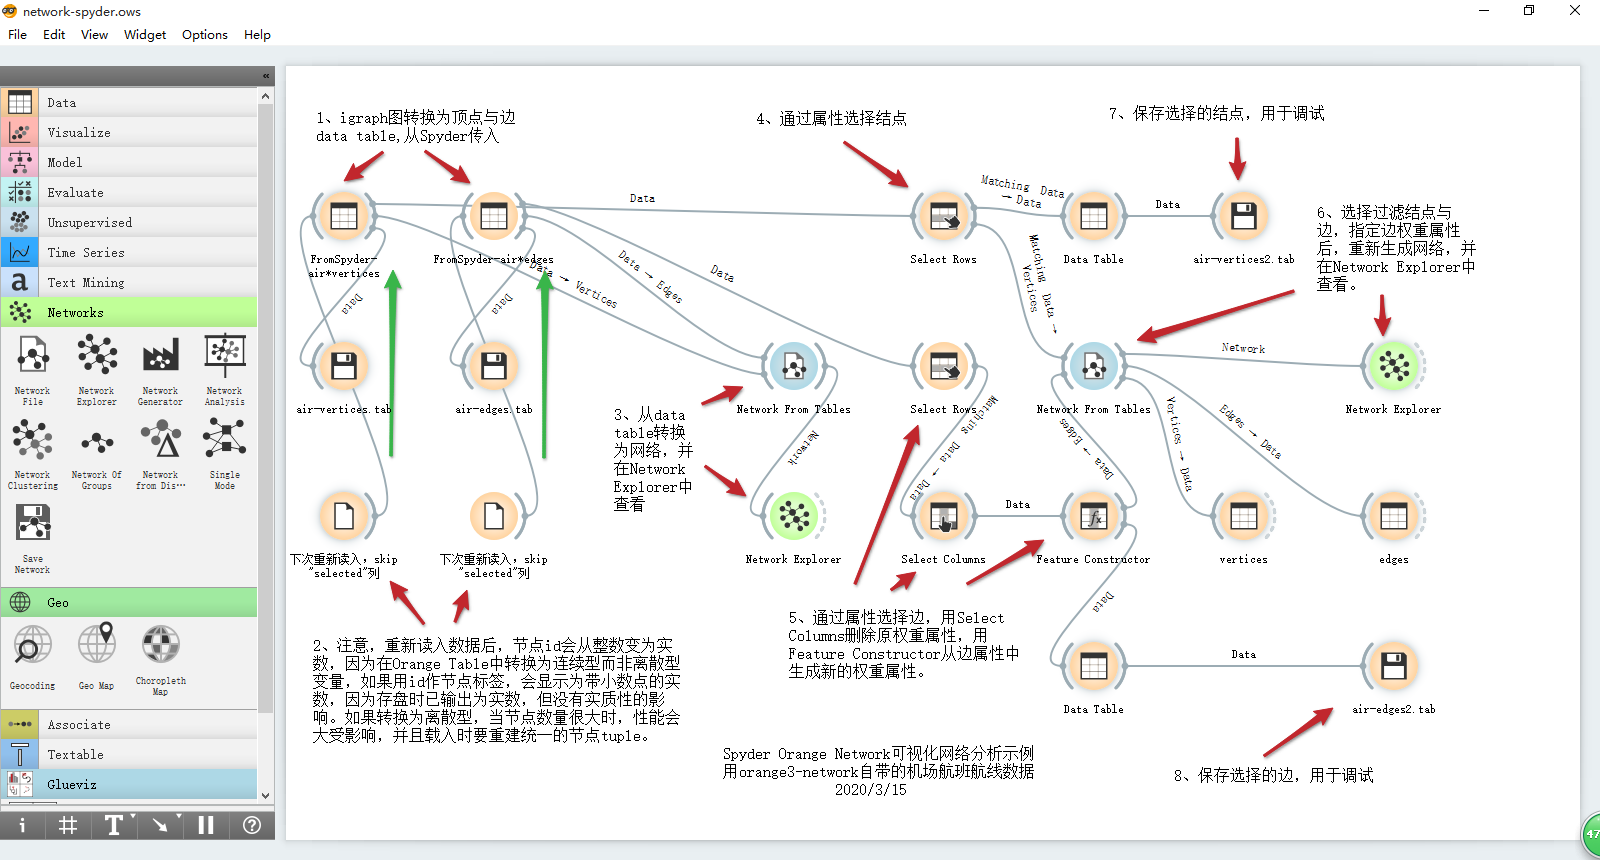 network-spyder.ows
File Edit View Widget Options Help
«
Data
Visualize
Model
Evaluate
Unsupervised
Time Series
a Text Mining
Networks
Network File
Network Explorer
Network Generator
Network Analysis
Network Clustering
Network Of Groups
Network from Dis···
Single Mode
Save Network
Geo
Geocoding
Geo Map
Choropleth Map
Associate
Textable
Glueviz
1、igraph图转换为顶点与边
data table,从Spyder传入
4、通过属性选择结点
7、保存选择的结点，用于调试
FromSpyder-
air*vertices
FromSpyder-air*edges
Data
Select Rows
Matching Data
→ Data
Data Table
Data
air-vertices2.tab
6、选择过滤结点与
边，指定边权重属性
后，重新生成网络，并
在Network Explorer中
查看。
Data
Data
Data → Vertices
Data → Edges
Data
Matching Data →
Vertices
air-vertices.tab
air-edges.tab
Network From Tables
Select Rows
Network From Tables
Network
Network Explorer
3、从data
table转换
为网络，并
在Network
Explorer中
查看
Network
Matching Data → Data
Data → Edges
Vertices → Data
Edges → Data
下次重新读入，skip
"selected"列
下次重新读入，skip
"selected"列
Network Explorer
Select Columns
Data
fx
Feature Constructor
vertices
edges
2、注意，重新读入数据后，节点id会从整数变为实
数，因为在Orange Table中转换为连续型而非离散型
变量，如果用id作节点标签，会显示为带小数点的实
数，因为存盘时已输出为实数，但没有实质性的影
响。如果转换为离散型，当节点数量很大时，性能会
大受影响，并且载入时要重建统一的节点tuple。
5、通过属性选择边，用Select
Columns删除原权重属性，用
Feature Constructor从边属性中
生成新的权重属性。
Data
Data Table
Data
air-edges2.tab
8、保存选择的边，用于调试
Spyder Orange Network可视化网络分析示例
用orange3-network自带的机场航班航线数据
2020/3/15
i # T ?
47